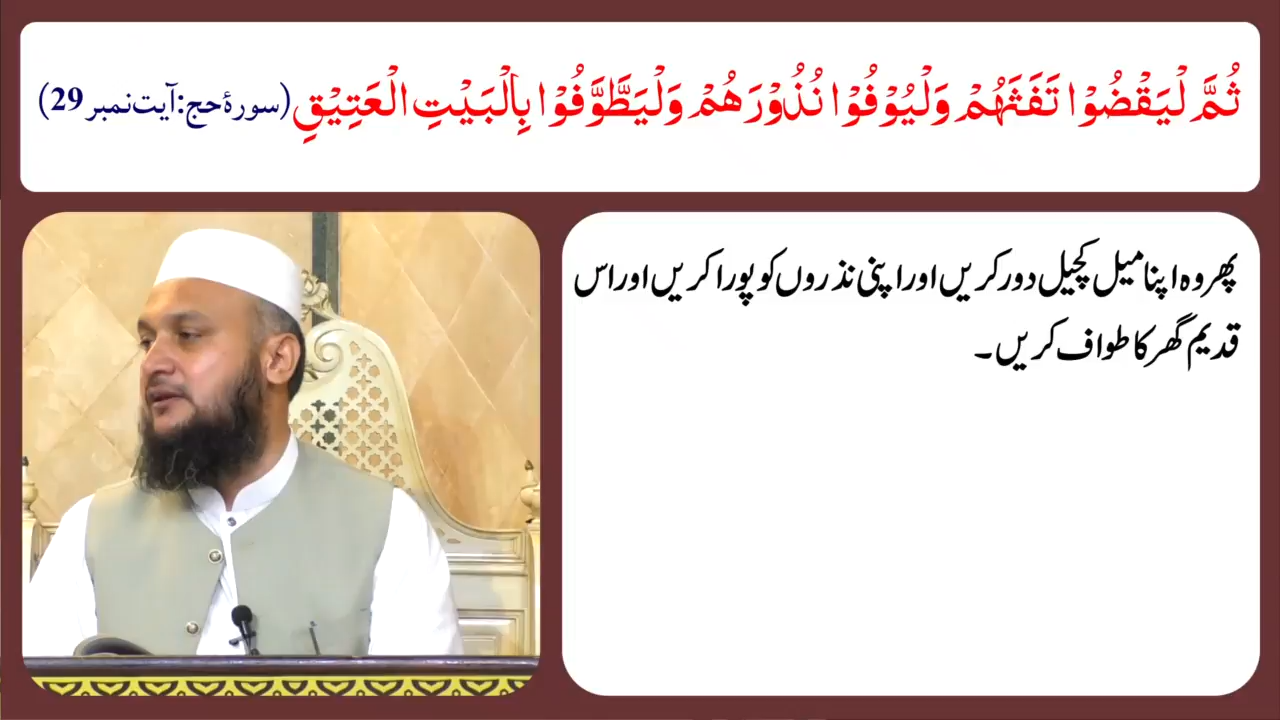 ثُمَّ لْيَقْضُوْا تَفَثَهُمْ وَلْيُوْفُوْا نُذُوْرَهُمْ وَلْيَطَّوَّفُوْا بِالْبَيْتِ الْعَتِيْقِ (سورۂ حج: آیت نمبر 29)
پھر وہ اپنا میل کچیل دور کریں اور اپنی نذروں کو پورا کریں اور اس
قدیم گھر کا طواف کریں۔